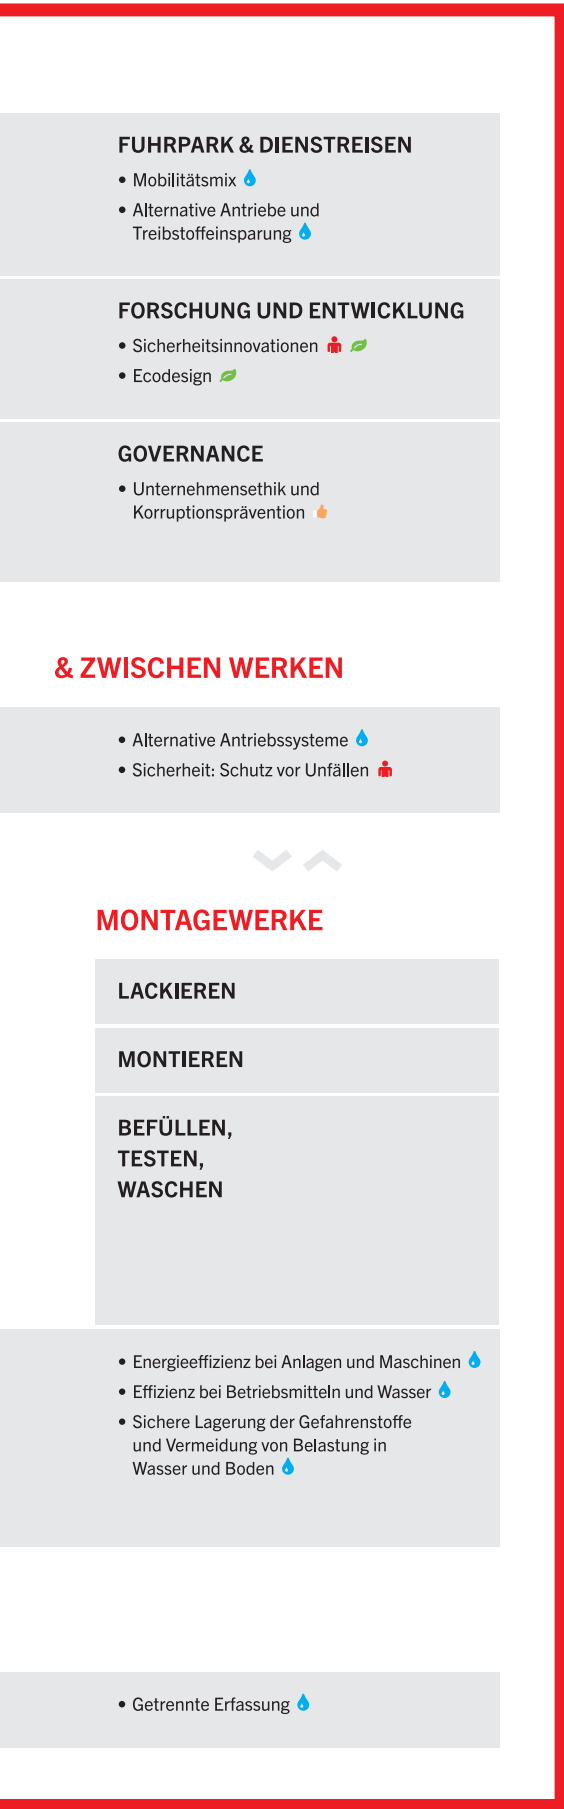 FUHRPARK & DIENSTREISEN
• Mobilitätsmix
• Alternative Antriebe und
Treibstoffeinsparung
FORSCHUNG UND ENTWICKLUNG
• Sicherheitsinnovationen
• Ecodesign
GOVERNANCE
• Unternehmensethik und
Korruptionsprävention
& ZWISCHEN WERKEN
• Alternative Antriebssysteme
• Sicherheit: Schutz vor Unfällen
MONTAGEWERKE
LACKIEREN
MONTIEREN
BEFÜLLEN,
TESTEN,
WASCHEN
• Energieeffizienz bei Anlagen und Maschinen
• Effizienz bei Betriebsmitteln und Wasser
• Sichere Lagerung der Gefahrenstoffe
und Vermeidung von Belastung in
Wasser und Boden
• Getrennte Erfassung